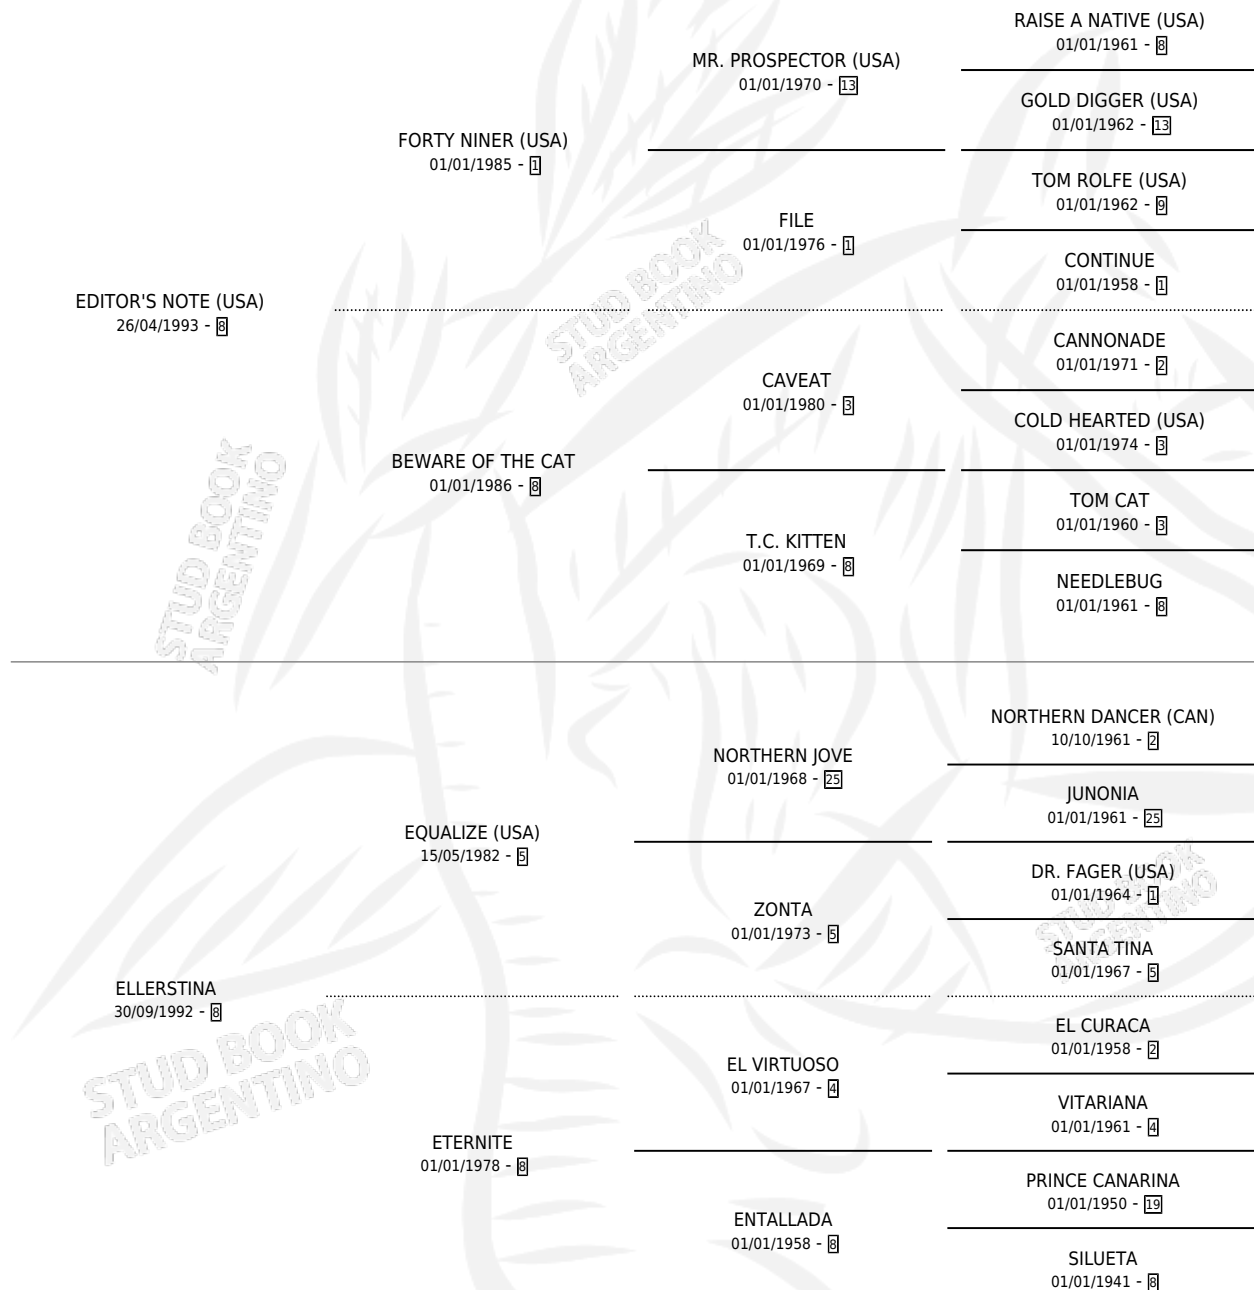 RAISE A NATIVE (USA)
01/01/1961 - 8
MR. PROSPECTOR (USA)
01/01/1970 - 13
GOLD DIGGER (USA)
01/01/1962 - 13
FORTY NINER (USA)
01/01/1985 - 1
TOM ROLFE (USA)
01/01/1962 - 9
FILE
01/01/1976 - 1
CONTINUE
01/01/1958 - 1
EDITOR'S NOTE (USA)
26/04/1993 - 8
STUD BOOK
ARGENTINO
CANNONADE
01/01/1971 - 2
CAVEAT
01/01/1980 - 3
COLD HEARTED (USA)
01/01/1974 - 3
BEWARE OF THE CAT
01/01/1986 - 8
TOM CAT
01/01/1960 - 3
T.C. KITTEN
01/01/1969 - 8
NEEDLEBUG
01/01/1961 - 8
STUD BOOK
ARGENTINO
NORTHERN DANCER (CAN)
10/10/1961 - 2
NORTHERN JOVE
01/01/1968 - 25
JUNONIA
01/01/1961 - 25
EQUALIZE (USA)
15/05/1982 - 5
DR. FAGER (USA)
01/01/1964 - 1
ZONTA
01/01/1973 - 5
STUD BOOK
ARGENTINO
SANTA TINA
01/01/1967 - 5
ELLERSTINA
30/09/1992 - 8
EL CURACA
01/01/1958 - 2
STUD BOOK
ARGENTINO
EL VIRTUOSO
01/01/1967 - 4
VITARIANA
01/01/1961 - 4
ETERNITE
01/01/1978 - 8
PRINCE CANARINA
01/01/1950 - 19
ENTALLADA
01/01/1958 - 8
SILUETA
01/01/1941 - 8